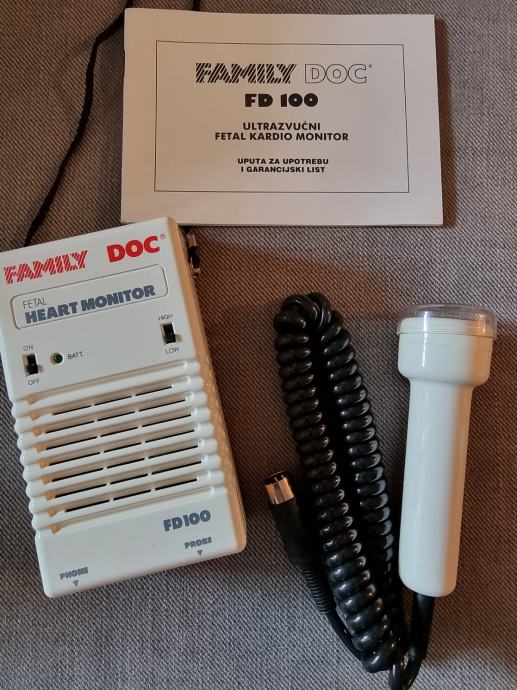 FAMILY DOC®
FD 100
ULTRAZVUČNI
FETAL KARDIO MONITOR
UPUTA ZA UPOTREBU
I GARANCIJSKI LIST
FAMILY DOC®
FETAL
HEART MONITOR
ON
OFF
BATT.
HIGH
LOW
FD100
PHONE
PROBE